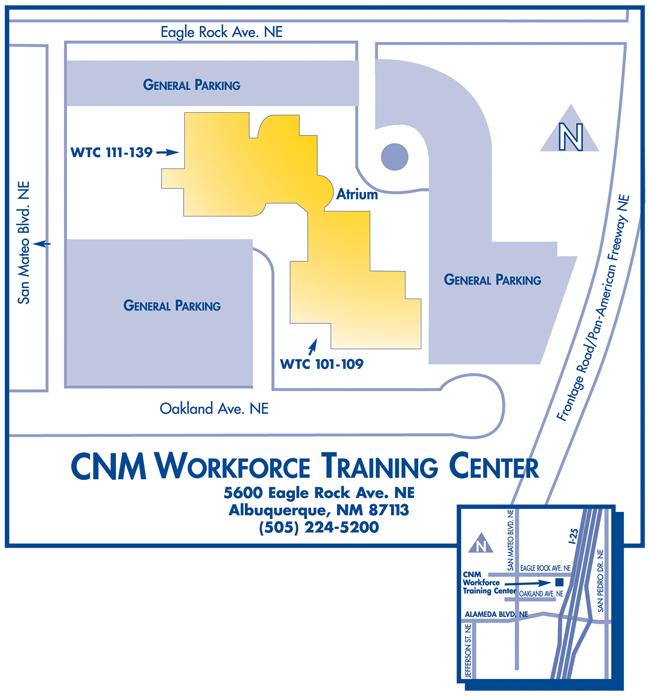 Eagle Rock Ave. NE
GENERAL PARKING
N
WTC 111-139
Atrium
San Mateo Blvd. NE
Frontage Road/Pan-American Freeway NE
GENERAL PARKING
GENERAL PARKING
WTC 101-109
Oakland Ave. NE
CNM WORKFORCE TRAINING CENTER
5600 Eagle Rock Ave. NE
Albuquerque, NM 87113
(505) 224-5200
N
SAN MATEO BLVD. NE
I-25
SAN PEDRO DR. NE
EAGLE ROCK AVE. NE
CNM
Workforce
Training Center
OAKLAND AVE. NE
ALAMEDA BLVD. NE
JEFFERSON ST. NE